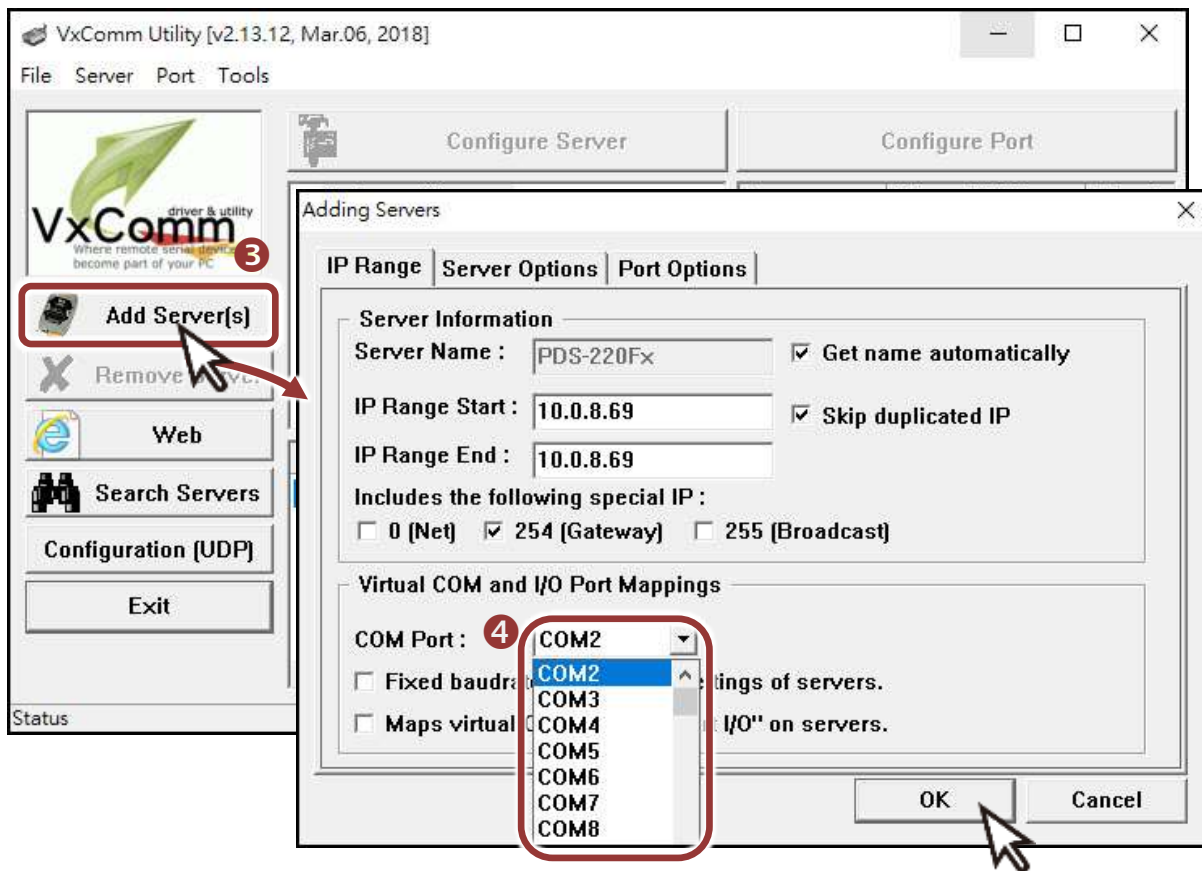 VxComm Utility [v2.13.12, Mar.06, 2018]
File Server Port Tools
Configure Server
Configure Port
VxComm
driver & utility
Where remote serial device
become part of your PC
3
Add Server(s)
Remove
Web
Search Servers
Configuration (UDP)
Exit
Status
Adding Servers
IP Range Server Options Port Options
Server Information
Server Name : PDS-220Fx Get name automatically
IP Range Start : 10.0.8.69 Skip duplicated IP
IP Range End : 10.0.8.69
Includes the following special IP :
0 (Net) 254 (Gateway) 255 (Broadcast)
Virtual COM and I/O Port Mappings
COM Port : 4 COM2
Fixed of servers.
Maps virtual I/O" on servers.
COM2
COM3
COM4
COM5
COM6
COM7
COM8
OK Cancel